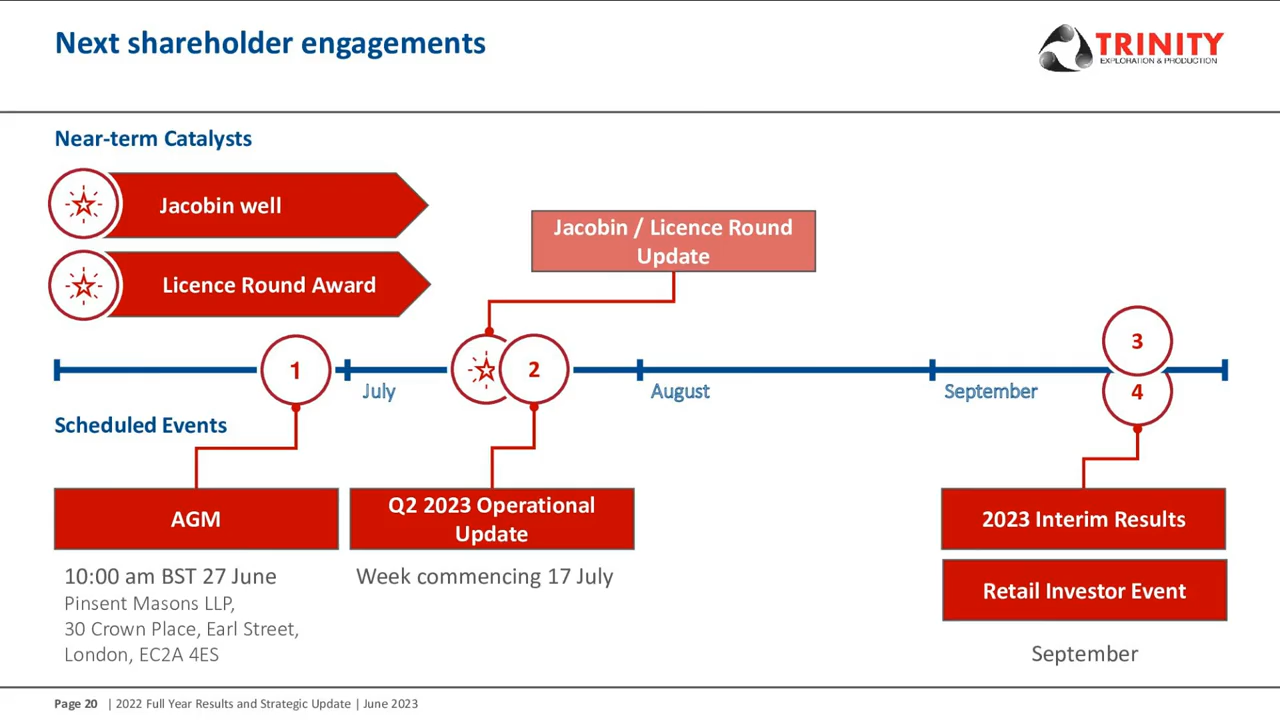 Next shareholder engagements
TRINITY
EXPLORATION & PRODUCTION
Near-term Catalysts
Jacobin well
Licence Round Award
Jacobin / Licence Round
Update
1
2
3
4
July
August
September
Scheduled Events
AGM
10:00 am BST 27 June
Pinsent Masons LLP,
30 Crown Place, Earl Street,
London, EC2A 4ES
Q2 2023 Operational
Update
Week commencing 17 July
2023 Interim Results
Retail Investor Event
September
Page 20 | 2022 Full Year Results and Strategic Update | June 2023